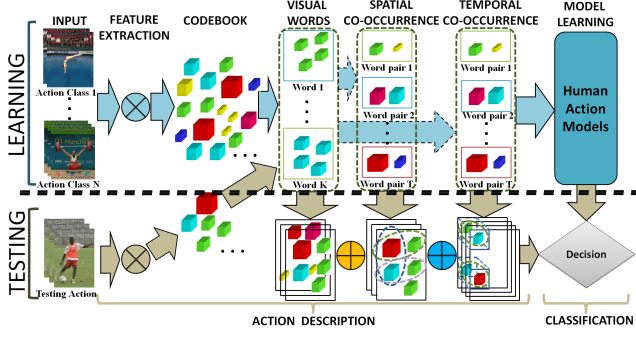 INPUT
FEATURE
EXTRACTION
CODEBOOK
VISUAL
WORDS
SPATIAL
CO-OCCURRENCE
TEMPORAL
CO-OCCURRENCE
MODEL
LEARNING
LEARNING
Action Class 1
Action Class N
Word 1
Word K
Word pair 1
Word pair 2
Word pair T
Word pair 1
Word pair 2
Word pair T
Human
Action
Models
TESTING
Testing Action
Decision
ACTION DESCRIPTION
CLASSIFICATION